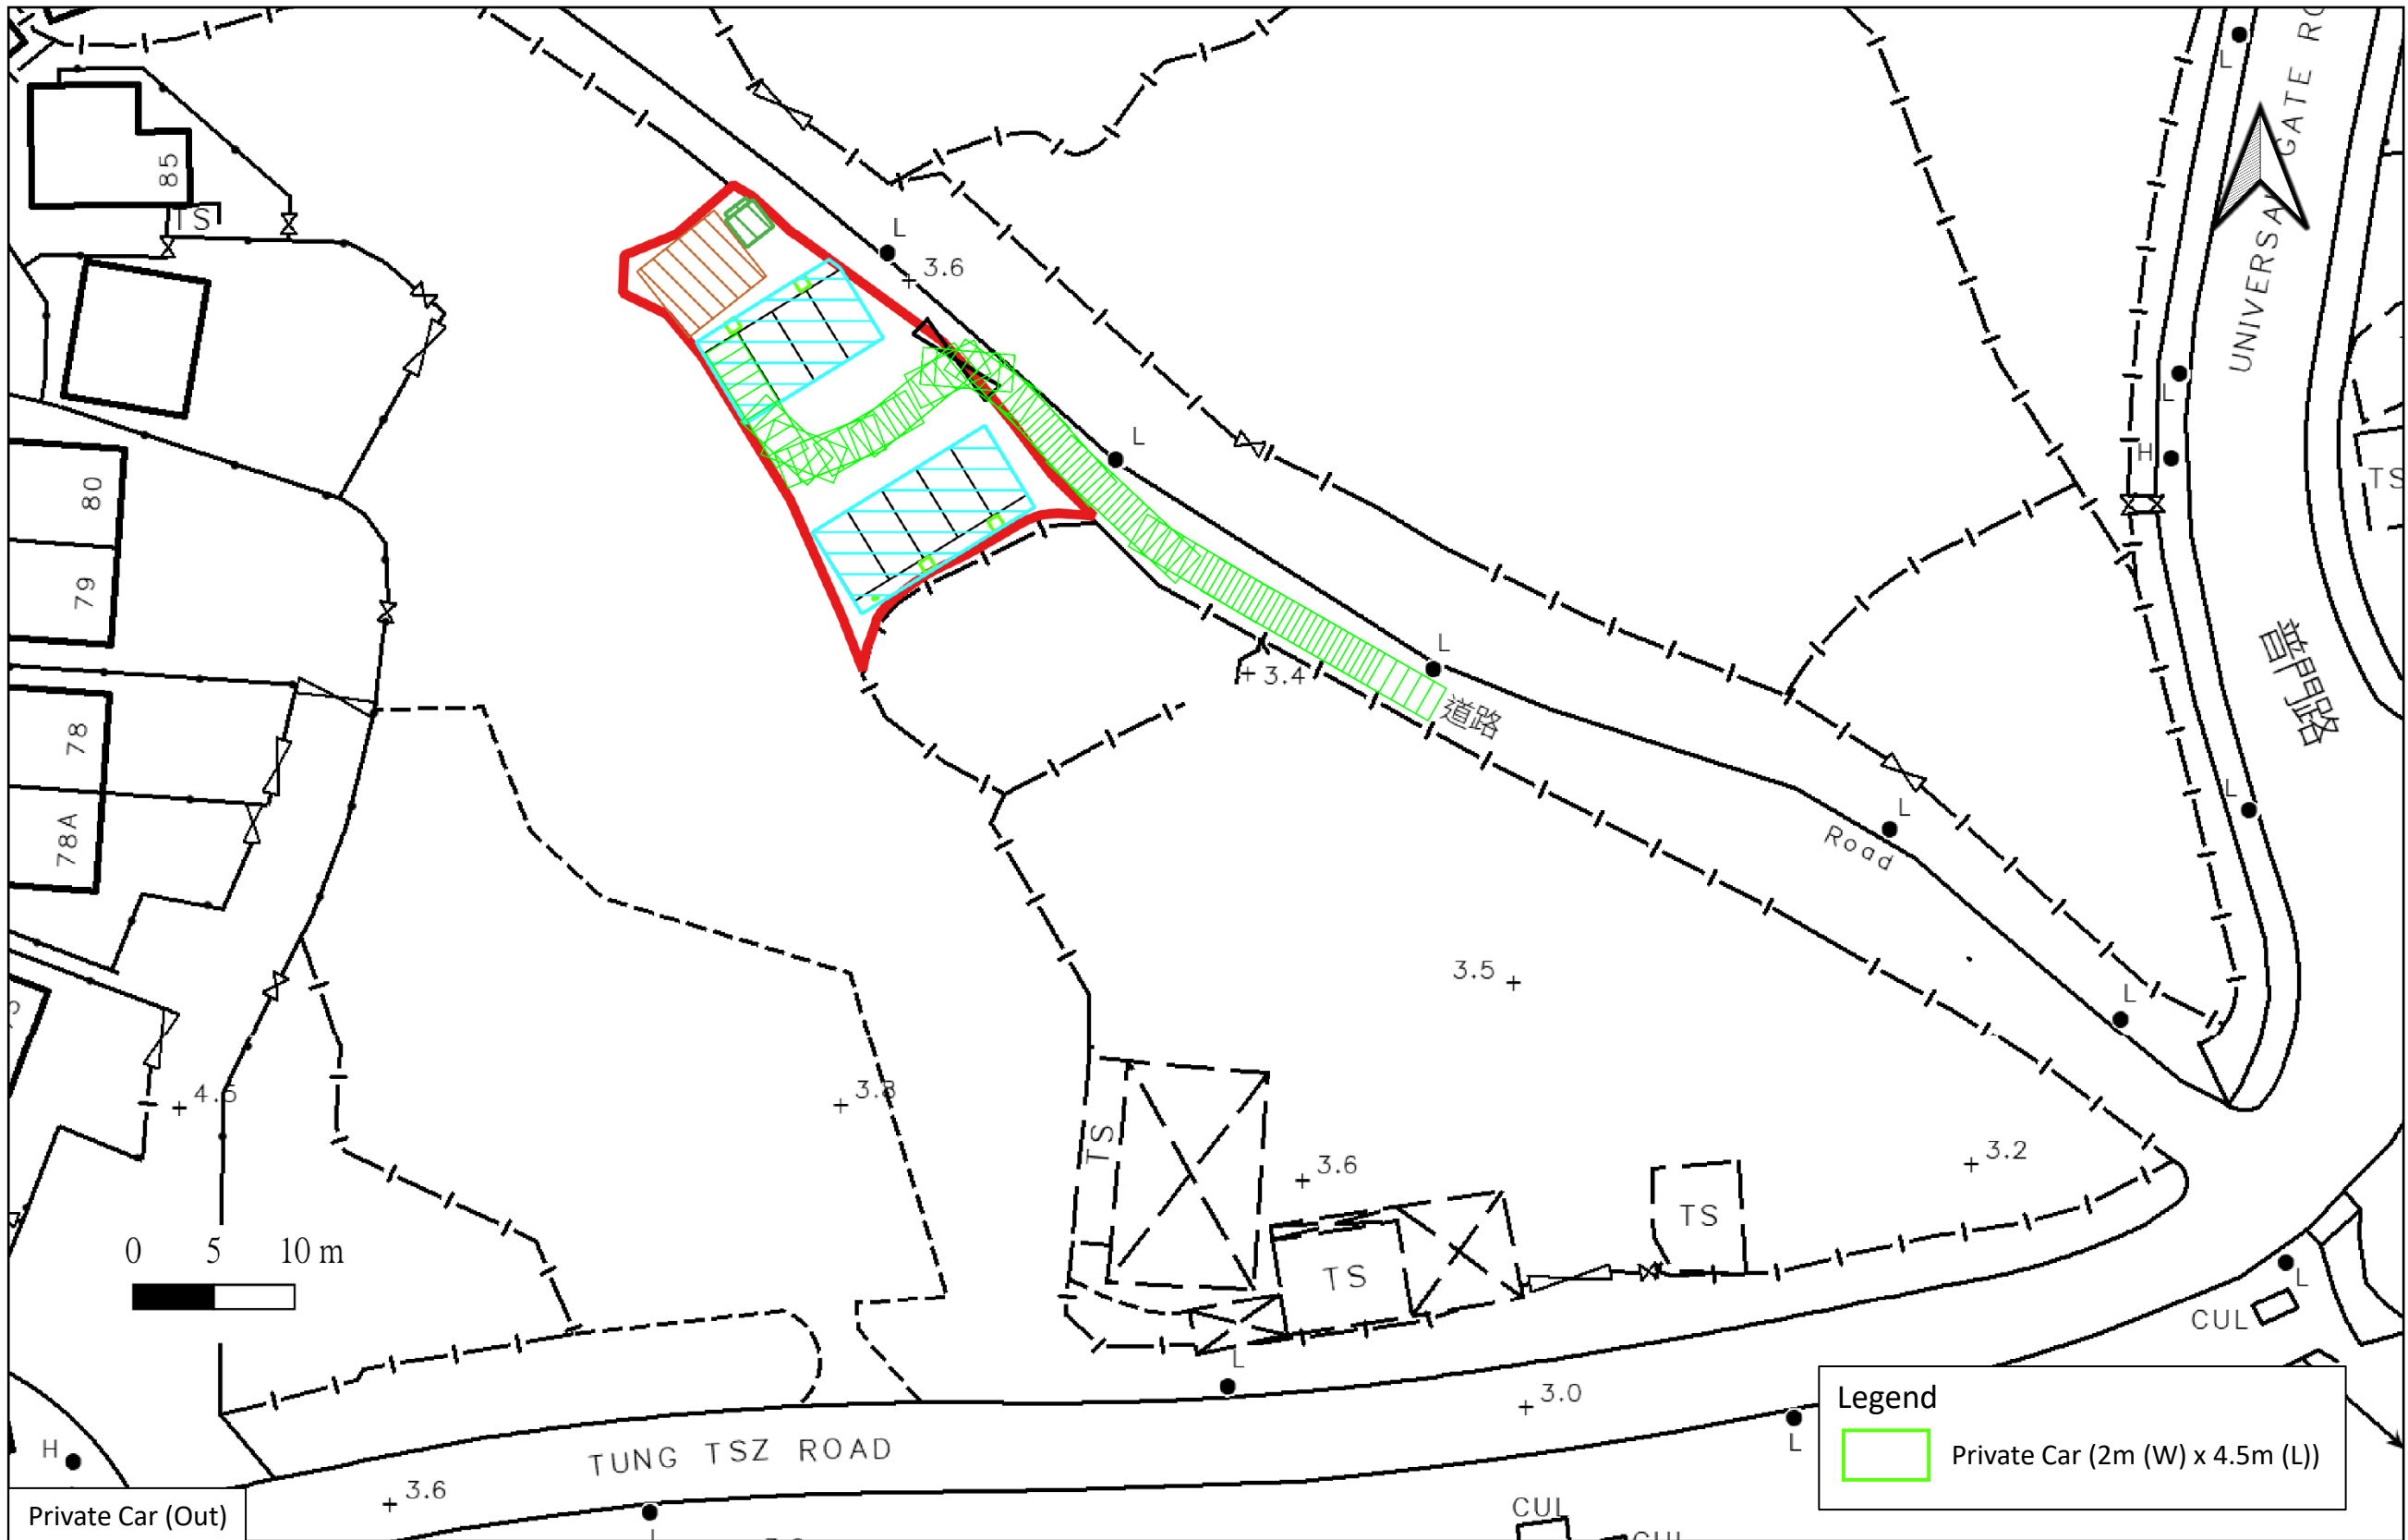 L
UNIVERSAL GATE RO
85
TS
L
3.6
L
L
H
80
TS
79
普門路
L
3.4
道路
78
L
L
78A
Road
3.5
L
4.5
3.8
TS
3.6
3.2
TS
0 5 10 m
TS
L
CUL
L
3.0
Legend
L
Private Car (2m (W) x 4.5m (L))
TUNG TSZ ROAD
H
3.6
Private Car (Out)
CUL